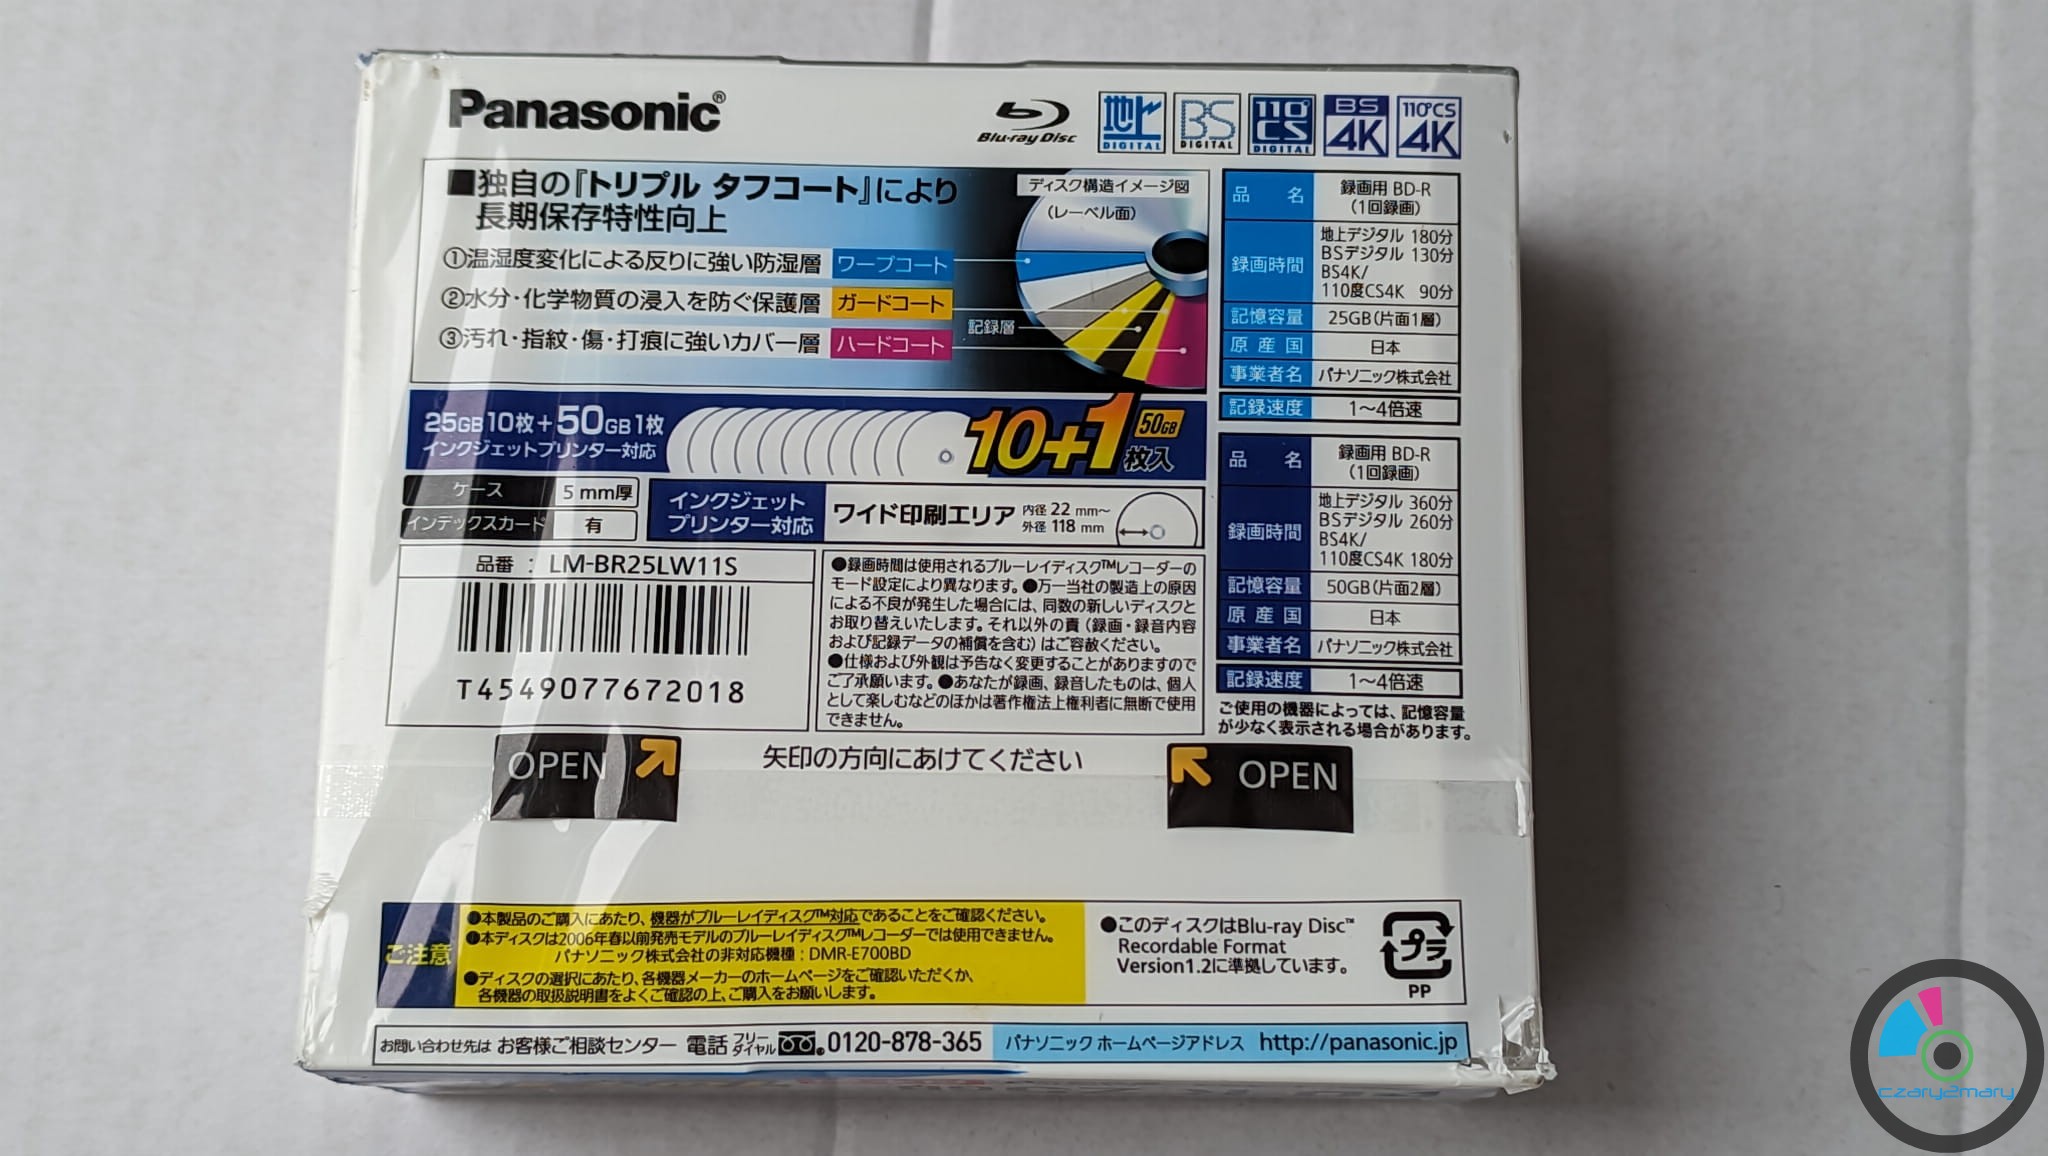 Panasonic®
Blu-ray Disc
地上 DIGITAL
BS DIGITAL
110°CS DIGITAL
BS 4K
110°CS 4K
■独自の『トリプル タフコート』により
長期保存特性向上
①温湿度変化による反りに強い防湿層 ワープコート
②水分・化学物質の浸入を防ぐ保護層 ガードコート
③汚れ・指紋・傷・打痕に強いカバー層 ハードコート
ディスク構造イメージ図
(レーベル面)
記録層
25GB10枚+50GB1枚
インクジェットプリンター対応
10+1 50GB
枚入
ケース 5mm厚
インデックスカード 有
インクジェット
プリンター対応
ワイド印刷エリア
内径 22 mm〜
外径 118 mm
品番 : LM-BR25LW11S
T4549077672018
●録画時間は使用されるブルーレイディスク™レコーダーの
モード設定により異なります。●万一当社の製造上の原因
による不良が発生した場合には、同数の新しいディスクと
お取り替えいたします。それ以外の責(録画・録音内容
および記録データの補償を含む)はご容赦ください。
●仕様および外観は予告なく変更することがありますので
ご了承願います。●あなたが録画、録音したものは、個人
として楽しむなどのほかは著作権法上権利者に無断で使用
できません。
品名 録画用 BD-R
(1回録画)
録画時間 地上デジタル 180分
BSデジタル 130分
BS4K/
110度CS4K 90分
記憶容量 25GB(片面1層)
原産国 日本
事業者名 パナソニック株式会社
記録速度 1〜4倍速
品名 録画用 BD-R
(1回録画)
録画時間 地上デジタル 360分
BSデジタル 260分
BS4K/
110度CS4K 180分
記憶容量 50GB(片面2層)
原産国 日本
事業者名 パナソニック株式会社
記録速度 1〜4倍速
ご使用の機器によっては、記憶容量
が少なく表示される場合があります。
OPEN
矢印の方向にあけてください
OPEN
ご注意
●本製品のご購入にあたり、機器がブルーレイディスク™対応であることをご確認ください。
●本ディスクは2006年春以前発売モデルのブルーレイディスク™レコーダーでは使用できません。
パナソニック株式会社の非対応機種：DMR-E700BD
●ディスクの選択にあたり、各機器メーカーのホームページをご確認いただくか、
各機器の取扱説明書をよくご確認の上、ご購入をお願いします。
●このディスクはBlu-ray Disc™
Recordable Format
Version1.2に準拠しています。
プラ
PP
お問い合わせ先は お客様ご相談センター 電話 フリーダイヤル 0120-878-365
パナソニック ホームページアドレス http://panasonic.jp
czary2mary